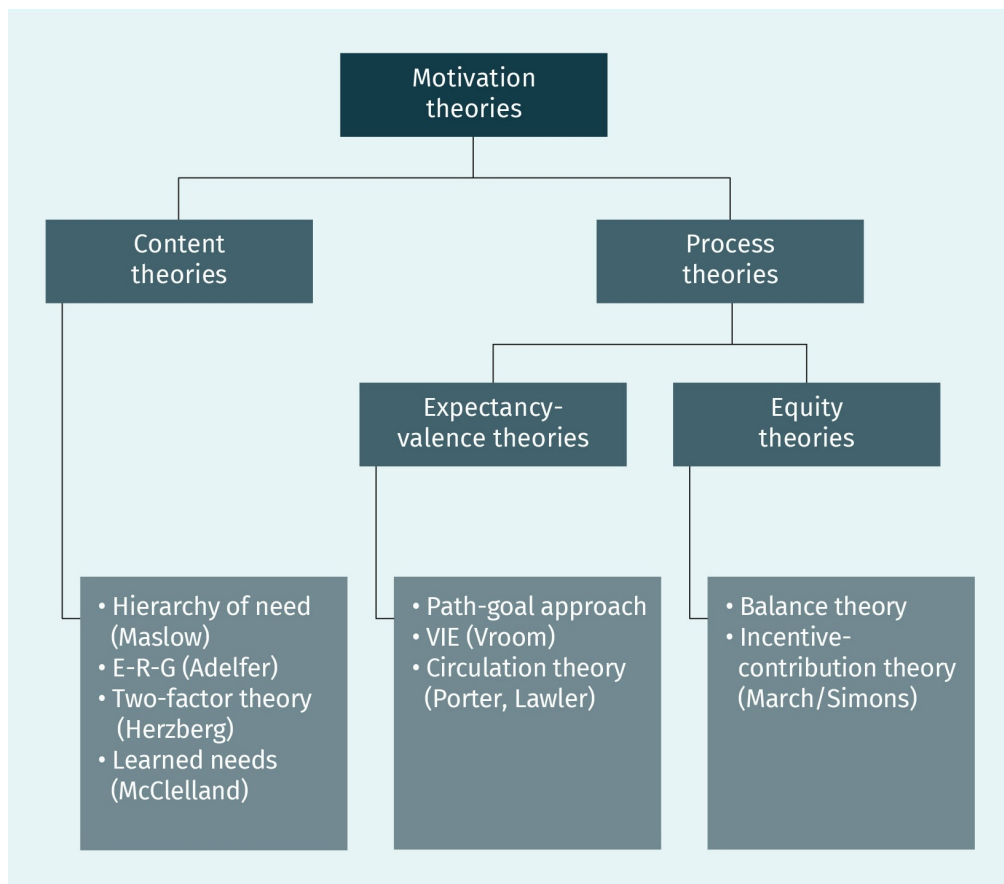 Motivation
theories
Content
theories
Process
theories
Expectancy-
valence theories
Equity
theories
• Hierarchy of need
(Maslow)
• E-R-G (Adelfer)
• Two-factor theory
(Herzberg)
• Learned needs
(McClelland)
• Path-goal approach
• VIE (Vroom)
• Circulation theory
(Porter, Lawler)
• Balance theory
• Incentive-
contribution theory
(March/Simons)